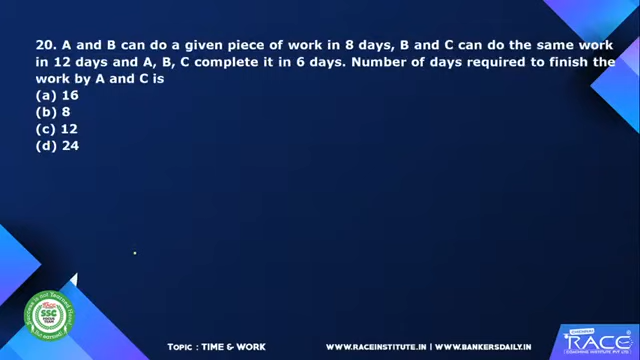 20. A and B can do a given piece of work in 8 days, B and C can do the same work
in 12 days and A, B, C complete it in 6 days. Number of days required to finish the
work by A and C is
(a) 16
(b) 8
(c) 12
(d) 24
SSC
RACE
TOPIC : TIME & WORK
WWW.RACEINSTITUTE.IN | WWW.BANKERSDAILY.IN